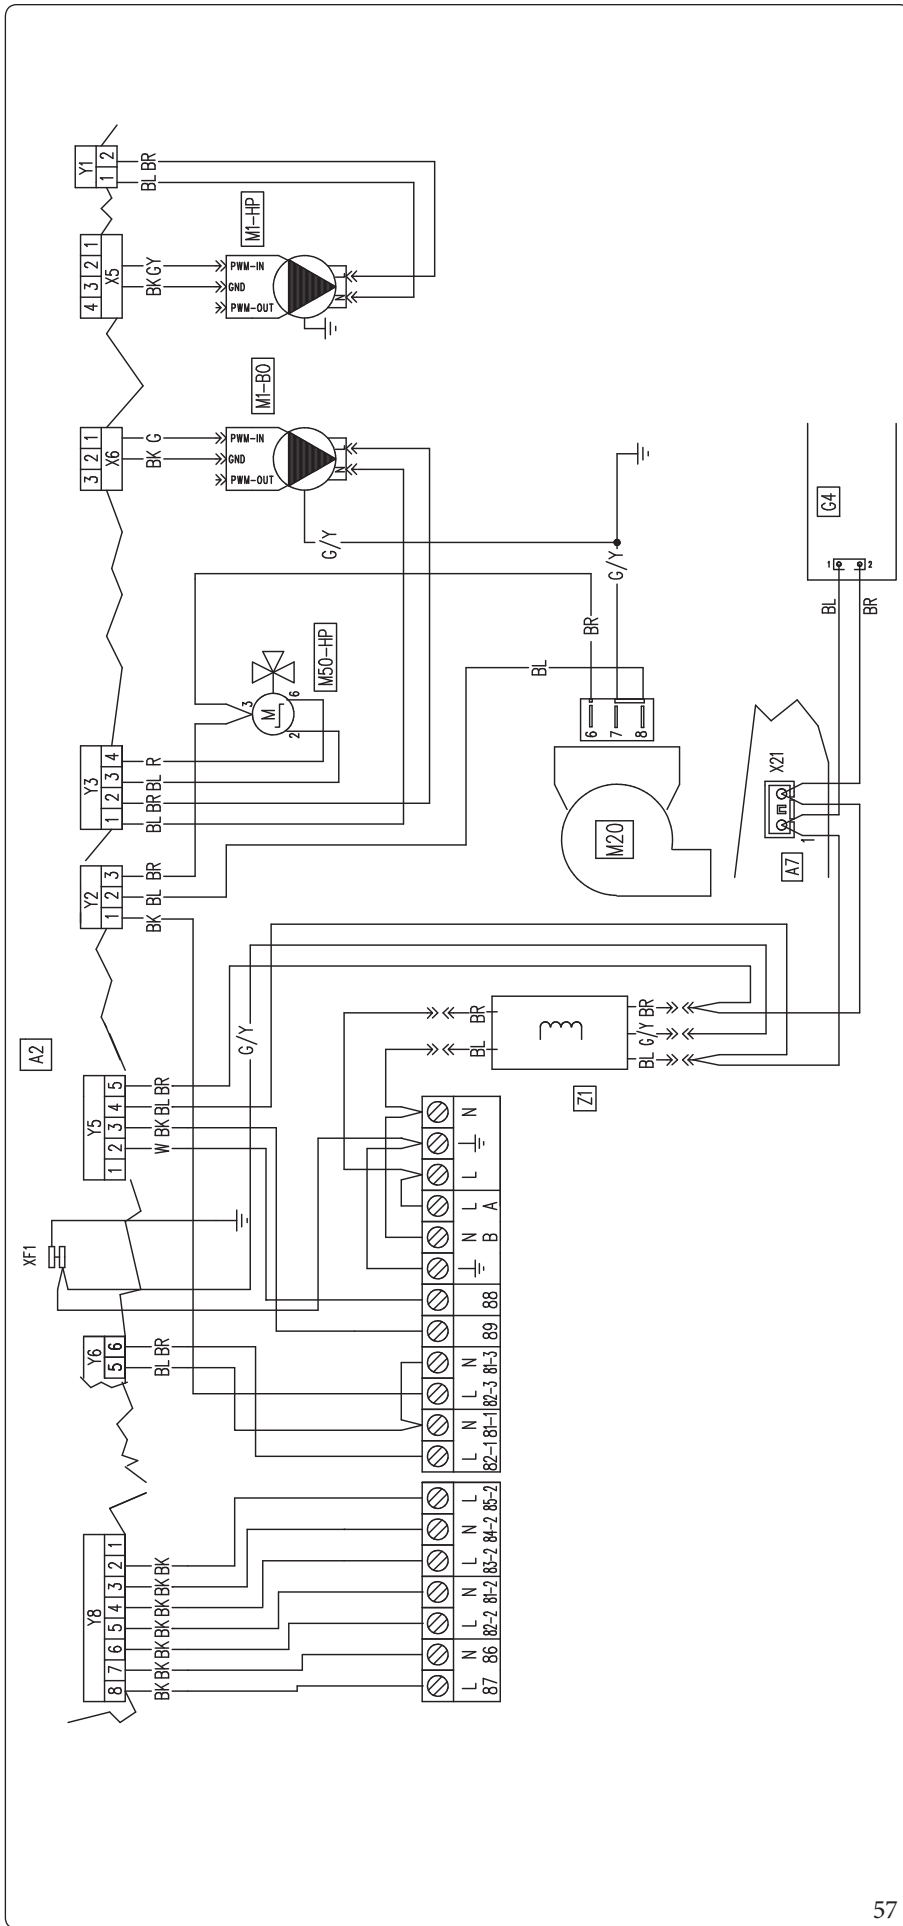 Y1
1 2
BL BR
X5
4 3 2 1
BK GY
M1-HP
PWM-IN
GND
PWM-OUT
N L
X6
3 2 1
BK G
M1-BO
PWM-IN
GND
PWM-OUT
N L
G/Y
G/Y
Y3
1 2 3 4
BL BR BL R
M
3
2
6
M50-HP
BR
BL
6
7
8
M20
G4
1
2
BL
BR
X21
1
A7
Y2
1 2 3
BK BL BR
A2
G/Y
Y5
1 2 3 4 5
W BK BL BR
XF1
Y6
5 6
BL BR
BL
BR
BL G/Y BR
Z1
N
L
L A
N B
88
89
N 81-3
L 82-3
N 81-1
L 82-1
Y8
8 7 6 5 4 3 2 1
BK BK BK BK BK BK BK
L 85-2
N 84-2
L 83-2
N 81-2
L 82-2
N 86
L 87
57